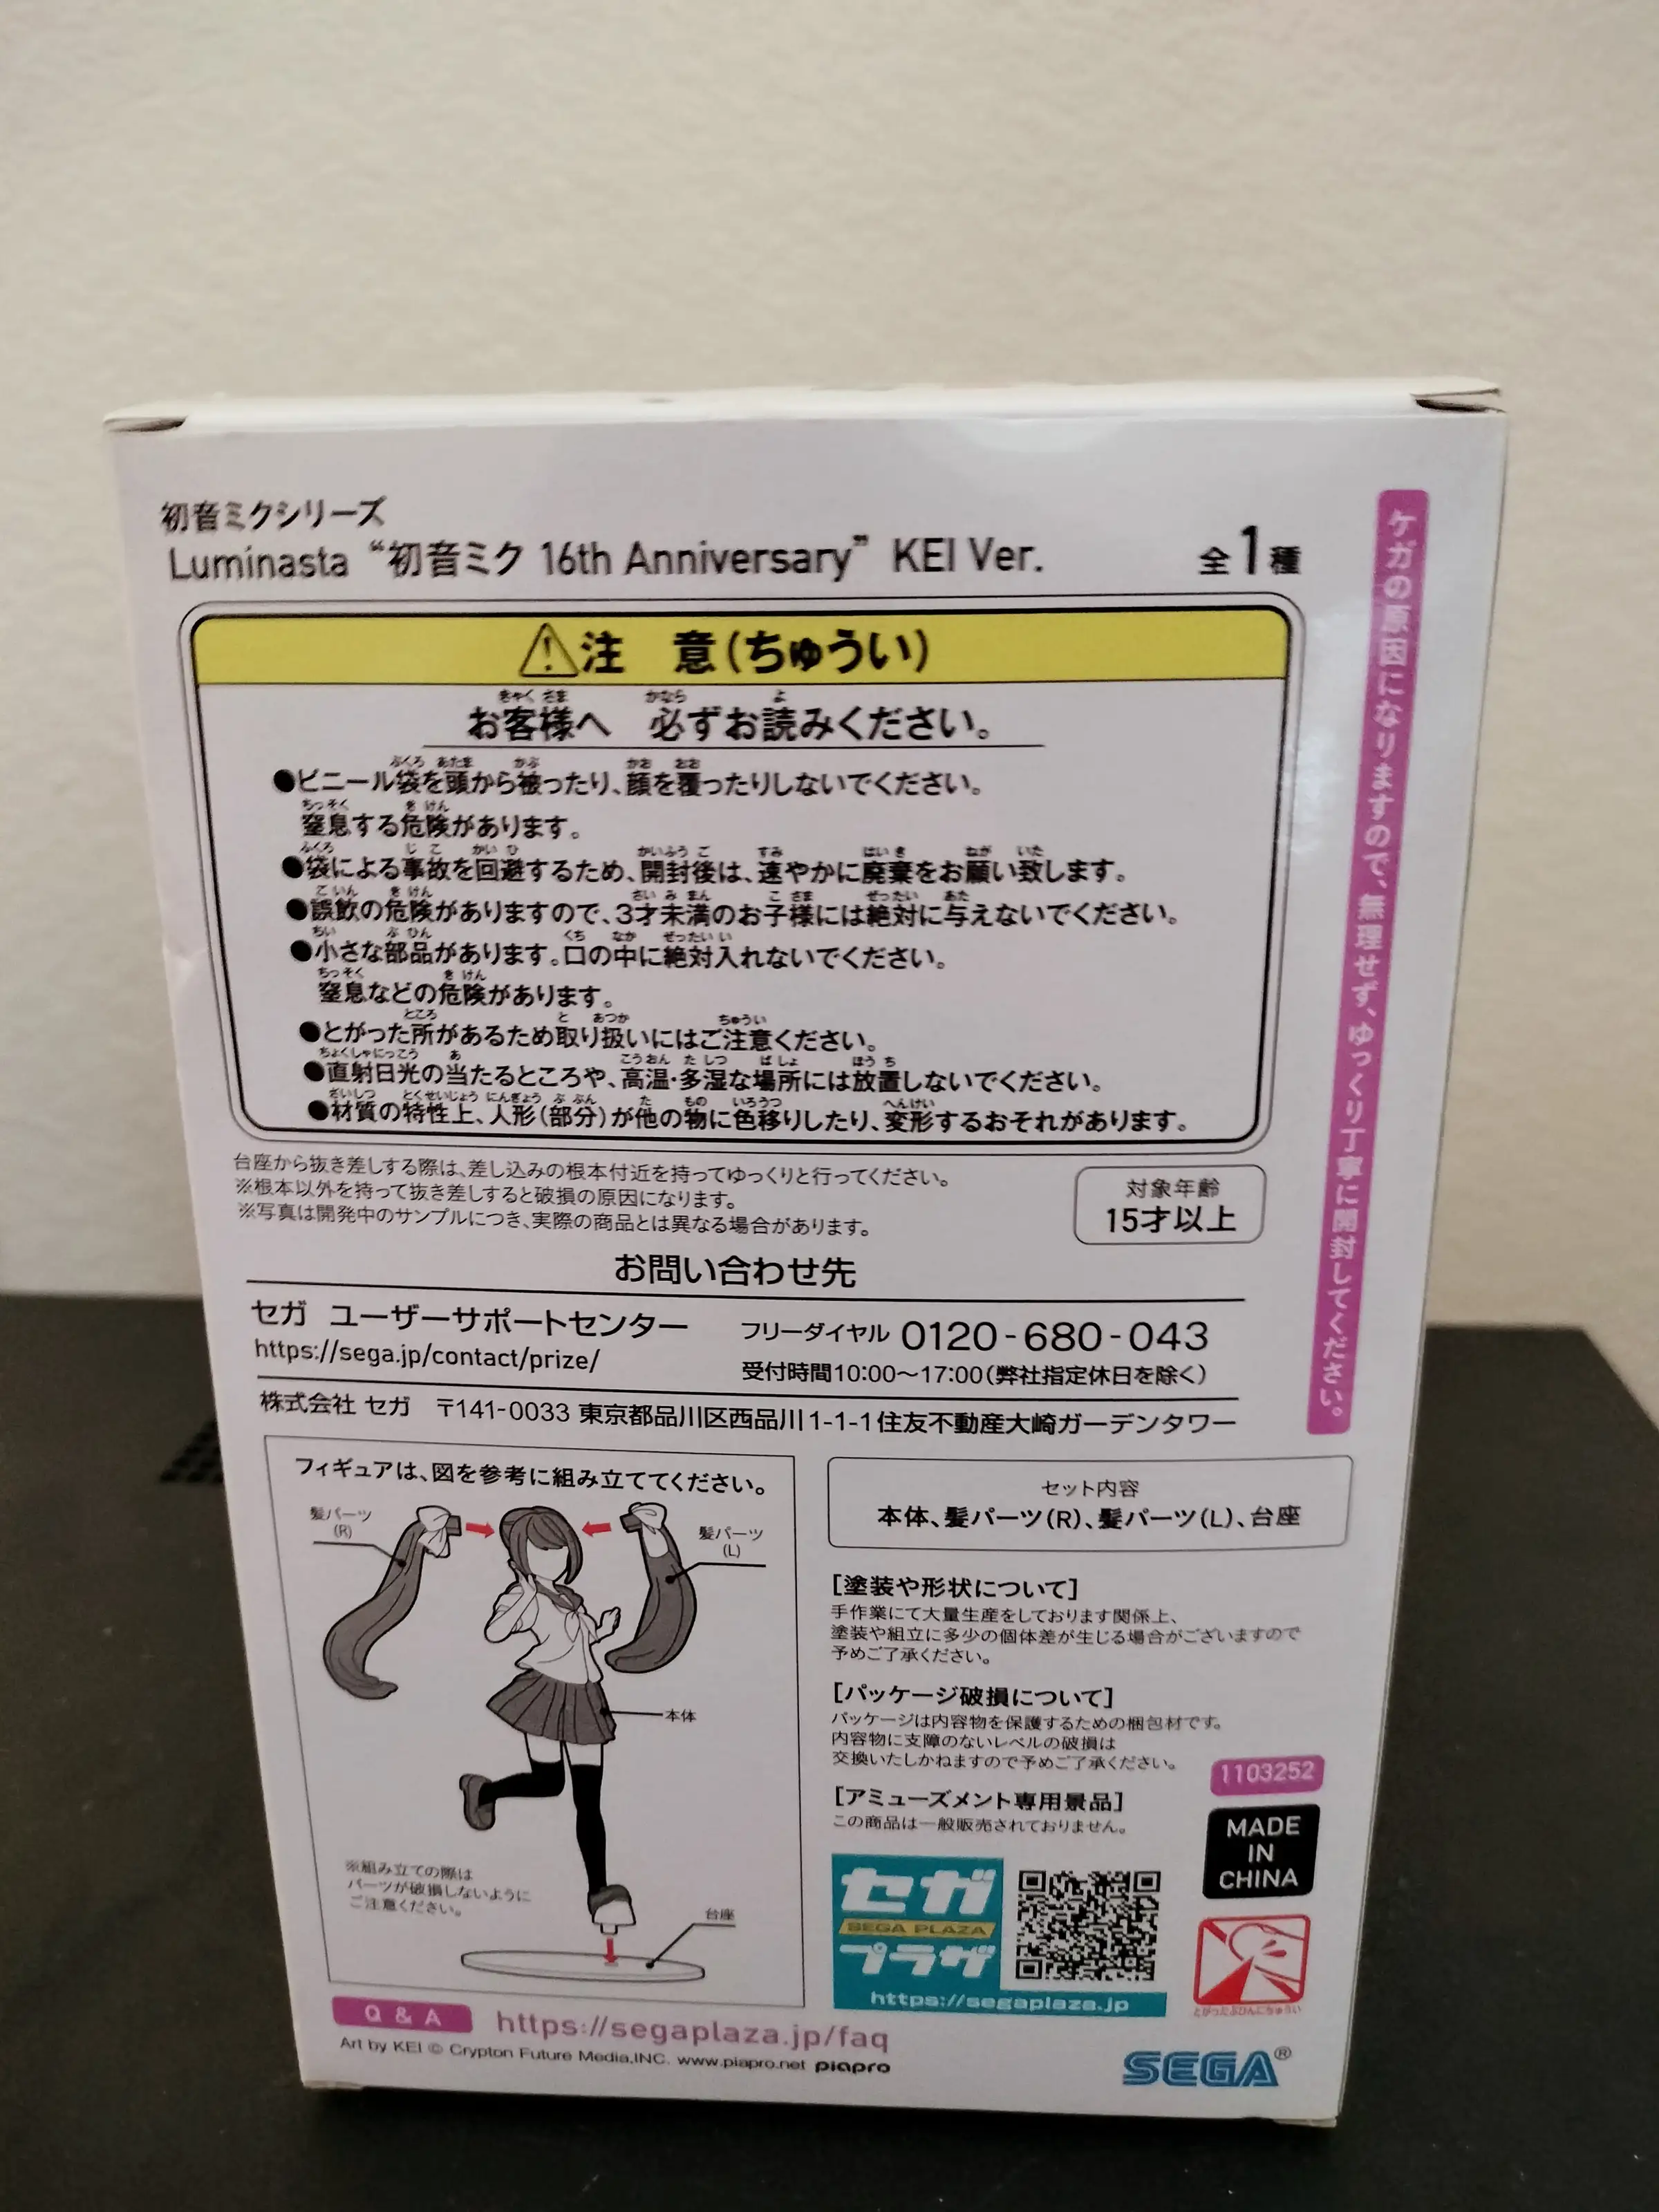 初音ミクシリーズ
Luminasta “初音ミク 16th Anniversary” KEI Ver.
全1種
ケガの原因になりますので、無理せず、ゆっくり丁寧に開封してください。
注 意(ちゅうい)
お客様へ 必ずお読みください。
●ビニール袋を頭から被ったり、顔を覆ったりしないでください。
窒息する危険があります。
●袋による事故を回避するため、開封後は、速やかに廃棄をお願い致します。
●誤飲の危険がありますので、3才未満のお子様には絶対に与えないでください。
●小さな部品があります。口の中に絶対入れないでください。
窒息などの危険があります。
●とがった所があるため取り扱いにはご注意ください。
●直射日光の当たるところや、高温・多湿な場所には放置しないでください。
●材質の特性上、人形(部分)が他の物に色移りしたり、変形するおそれがあります。
台座から抜き差しする際は、差し込みの根本付近を持ってゆっくりと行ってください。
※根本以外を持って抜き差しすると破損の原因になります。
※写真は開発中のサンプルにつき、実際の商品とは異なる場合があります。
対象年齢
15才以上
お問い合わせ先
セガ ユーザーサポートセンター
https://sega.jp/contact/prize/
フリーダイヤル 0120-680-043
受付時間10:00〜17:00(弊社指定休日を除く)
株式会社 セガ 〒141-0033 東京都品川区西品川1-1-1住友不動産大崎ガーデンタワー
フィギュアは、図を参考に組み立ててください。
髪パーツ
(R)
髪パーツ
(L)
本体
※組み立ての際は
パーツが破損しないように
ご注意ください。
台座
セット内容
本体、髪パーツ(R)、髪パーツ(L)、台座
[塗装や形状について]
手作業にて大量生産をしております関係上、
塗装や組立に多少の個体差が生じる場合がございますので
予めご了承ください。
[パッケージ破損について]
パッケージは内容物を保護するための梱包材です。
内容物に支障のないレベルの破損は
交換いたしかねますので予めご了承ください。
[アミューズメント専用景品]
この商品は一般販売されておりません。
1103252
MADE
IN
CHINA
セガ
SEGA PLAZA
プラザ
https://segaplaza.jp
とがったぶひんにちゅうい
Q & A https://segaplaza.jp/faq
Art by KEI © Crypton Future Media,INC. www.piapro.net piapro
SEGA®